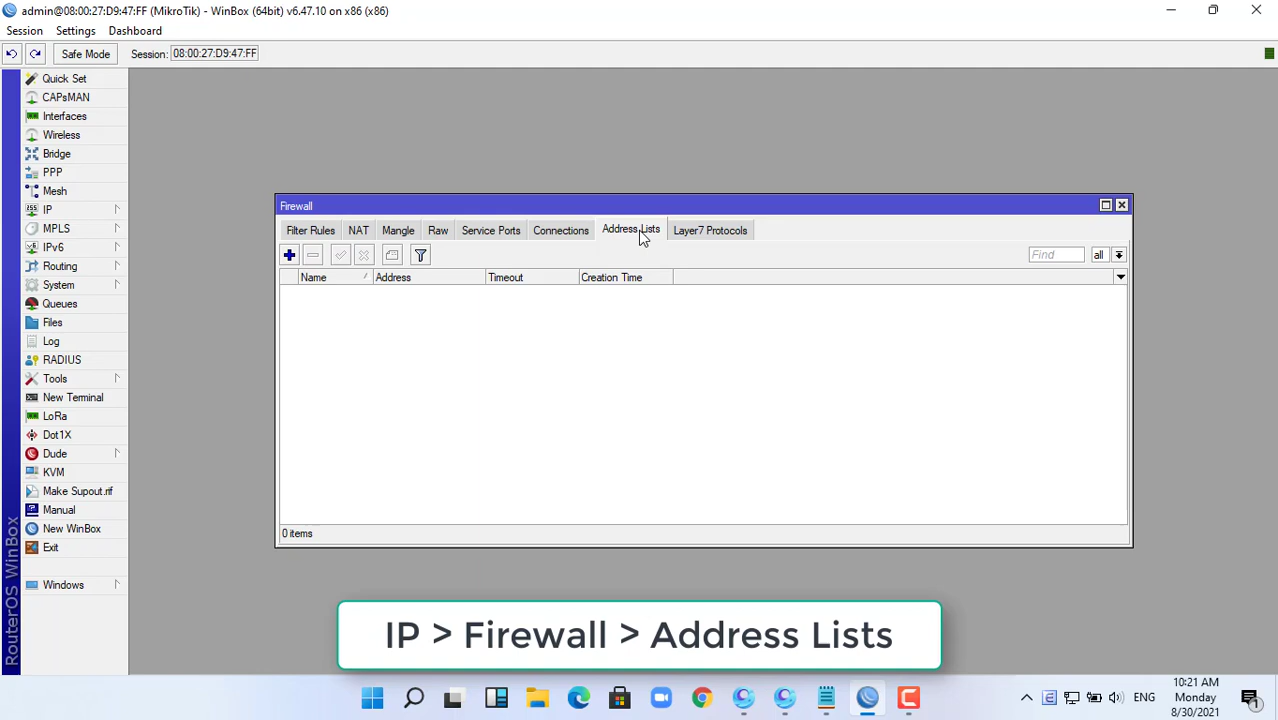 admin@08:00:27:D9:47:FF (MikroTik) - WinBox (64bit) v6.47.10 on x86 (x86)
Session Settings Dashboard
Safe Mode Session: 08:00:27:D9:47:FF
Quick Set
CAPsMAN
Interfaces
Wireless
Bridge
PPP
Mesh
IP
MPLS
IPv6
Routing
System
Queues
Files
Log
RADIUS
Tools
New Terminal
LoRa
Dot1X
Dude
KVM
Make Supout.rif
Manual
New WinBox
Exit
Windows
RouterOS WinBox
Firewall
Filter Rules NAT Mangle Raw Service Ports Connections Address Lists Layer7 Protocols
Find all
Name Address Timeout Creation Time
0 items
IP > Firewall > Address Lists
ENG
10:21 AM
Monday
8/30/2021
1